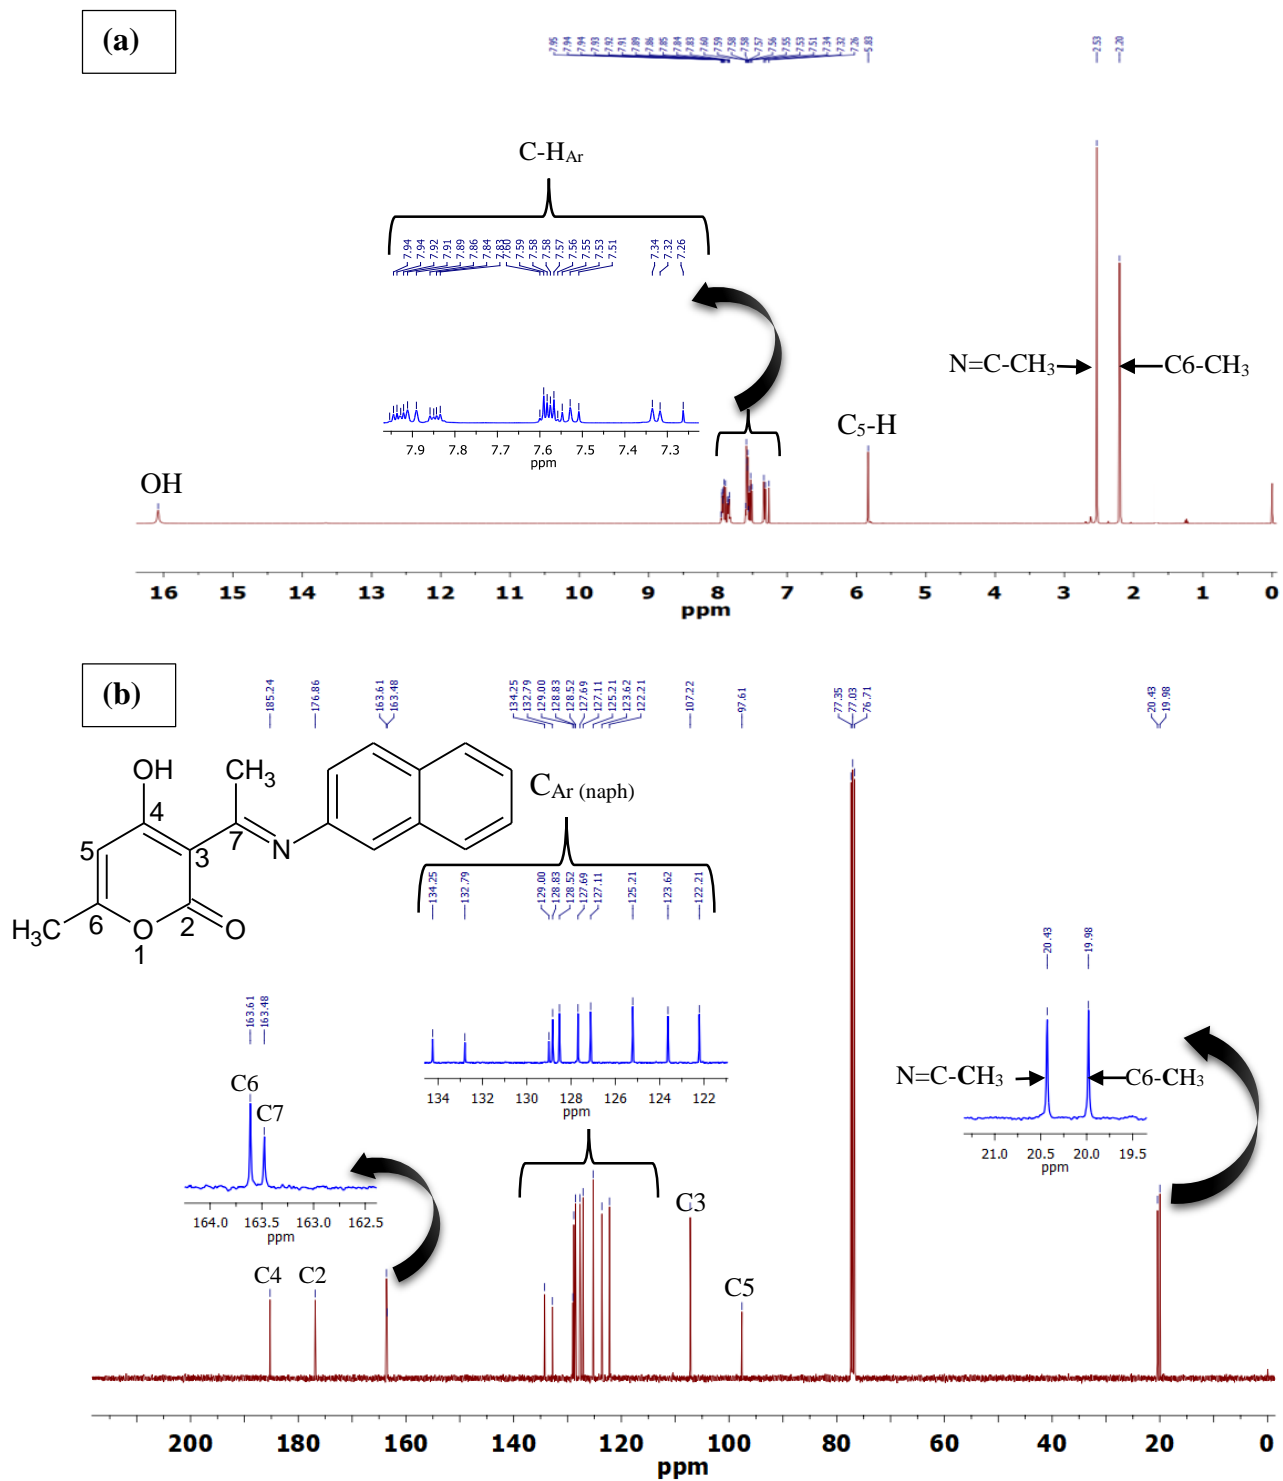 (a)
7.95 7.94 7.94 7.93 7.92 7.91 7.89 7.86 7.85 7.84 7.83 7.60 7.59 7.58 7.58 7.57 7.56 7.55 7.53 7.51 7.34 7.32 7.26 5.83 2.53 2.20
C-HAr
7.94 7.94 7.92 7.91 7.89 7.86 7.84 7.83 7.60 7.59 7.58 7.58 7.57 7.56 7.55 7.53 7.51 7.34 7.32 7.26
N=C-CH3
C6-CH3
7.9 7.8 7.7 7.6 7.5 7.4 7.3
ppm
C5-H
OH
16 15 14 13 12 11 10 9 8 7 6 5 4 3 2 1 0
ppm
(b)
185.24 176.86 163.61 163.48 134.25 132.79 129.00 128.83 128.52 127.69 127.11 125.21 123.62 122.21 107.22 97.61 77.35 77.03 76.71 20.43 19.98
OH CH3
CAr (naph)
4
5 3 7 N
6 2
H3C O O
1
134.25 132.79 129.00 128.83 128.52 127.69 127.11 125.21 123.62 122.21
20.43 19.98
163.61 163.48
C6
C7
N=C-CH3
C6-CH3
134 132 130 128 126 124 122
ppm
21.0 20.5 20.0 19.5
ppm
164.0 163.5 163.0 162.5
ppm
C3
C4 C2
C5
200 180 160 140 120 100 80 60 40 20 0
ppm